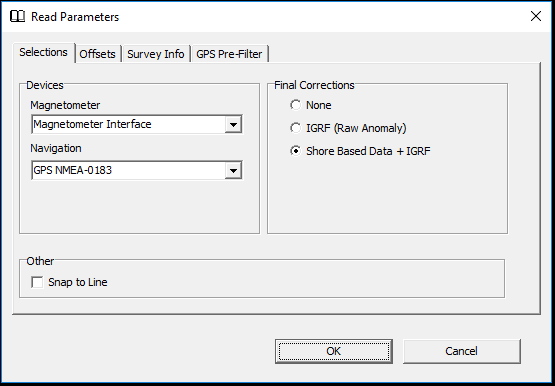 Read Parameters
Selections
Offsets
Survey Info
GPS Pre-Filter
Devices
Magnetometer
Magnetometer Interface
Navigation
GPS NMEA-0183
Final Corrections
None
IGRF (Raw Anomaly)
Shore Based Data + IGRF
Other
Snap to Line
OK
Cancel